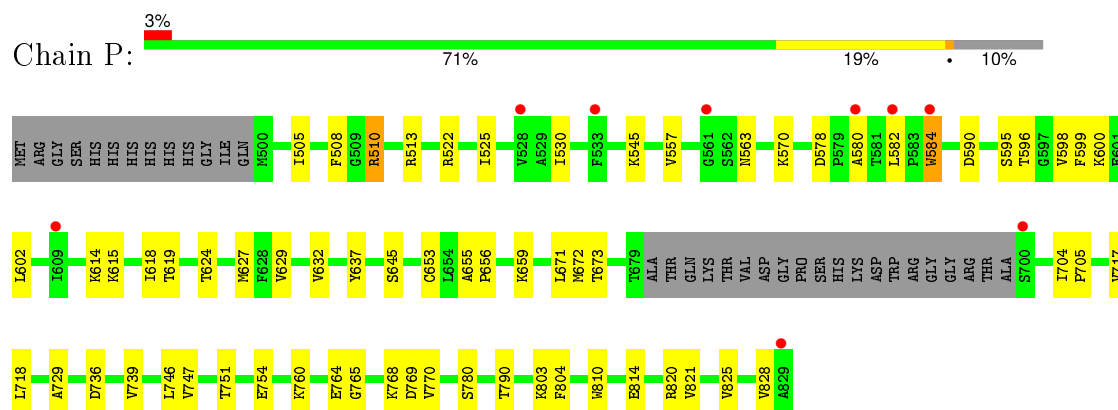 3%
Chain P:
71% 19% • 10%
MET ARG GLY SER HIS HIS HIS HIS HIS HIS GLY ILE GLN M500 I505 F508 G509 R510 R513 R522 I525 V528 A529 I530 F533 K545 V557 G561 S562 N563 K570 D578 P579 A580 T581 L582 P583 W584 D590 S595 T596 G597 V598 F599 K600
L602 I609 K614 K615 I618 T619 T624 M627 F628 V629 V632 Y637 S645 C653 L654 A655 P656 K659 L671 M672 T673 T679 ALA THR GLN LYS THR VAL ASP GLY PRO SER HIS LYS ASP TRP ARG GLY GLY ARG THR ALA S700 I704 P705
L718 A729 D736 V739 L746 V747 T751 E754 K760 E764 G765 K768 D769 V770 S780 T790 K803 F804 W810 E814 R820 V821 V825 V828 A829